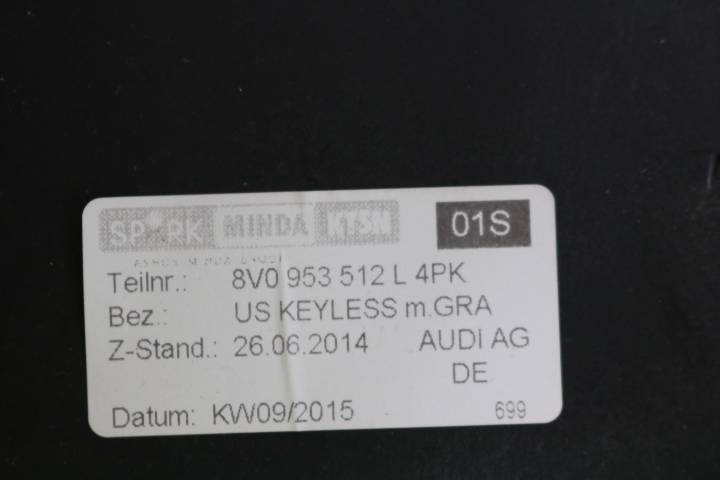 SPARK MINDA KTSN 01S
Teilnr.: 8V0 953 512 L 4PK
Bez.: US KEYLESS m.GRA
Z-Stand.: 26.06.2014 AUDI AG
DE
Datum: KW09/2015 699